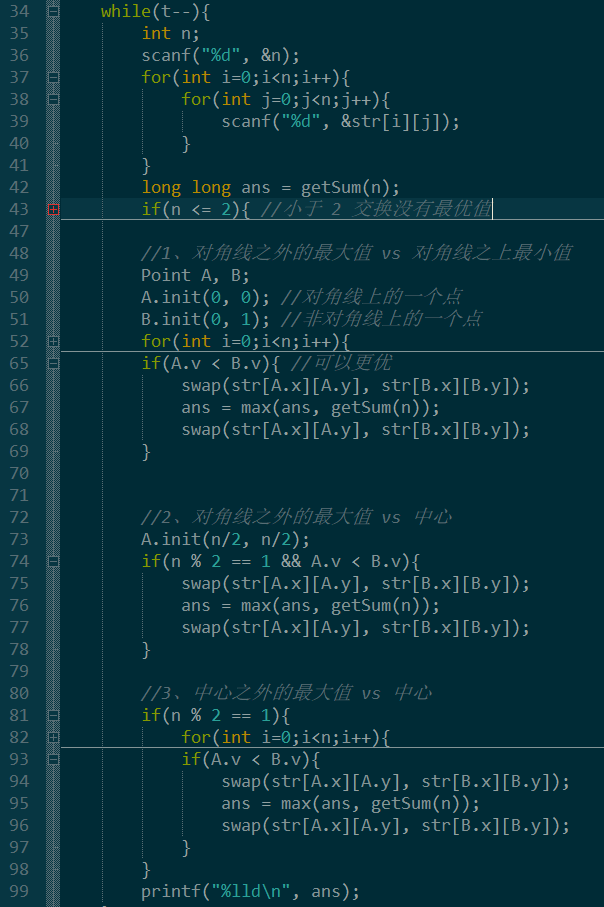 34 while(t--){
35 int n;
36 scanf("%d", &n);
37 for(int i=0;i<n;i++){
38 for(int j=0;j<n;j++){
39 scanf("%d", &str[i][j]);
40 }
41 }
42 long long ans = getSum(n);
43 if(n <= 2){ //小于 2 交换没有最优值
47
48 //1、对角线之外的最大值 vs 对角线之上最小值
49 Point A, B;
50 A.init(0, 0); //对角线上的一个点
51 B.init(0, 1); //非对角线上的一个点
52 for(int i=0;i<n;i++){
65 if(A.v < B.v){ //可以更优
66 swap(str[A.x][A.y], str[B.x][B.y]);
67 ans = max(ans, getSum(n));
68 swap(str[A.x][A.y], str[B.x][B.y]);
69 }
70
71
72 //2、对角线之外的最大值 vs 中心
73 A.init(n/2, n/2);
74 if(n % 2 == 1 && A.v < B.v){
75 swap(str[A.x][A.y], str[B.x][B.y]);
76 ans = max(ans, getSum(n));
77 swap(str[A.x][A.y], str[B.x][B.y]);
78 }
79
80 //3、中心之外的最大值 vs 中心
81 if(n % 2 == 1){
82 for(int i=0;i<n;i++){
93 if(A.v < B.v){
94 swap(str[A.x][A.y], str[B.x][B.y]);
95 ans = max(ans, getSum(n));
96 swap(str[A.x][A.y], str[B.x][B.y]);
97 }
98 }
99 printf("%lld\n", ans);